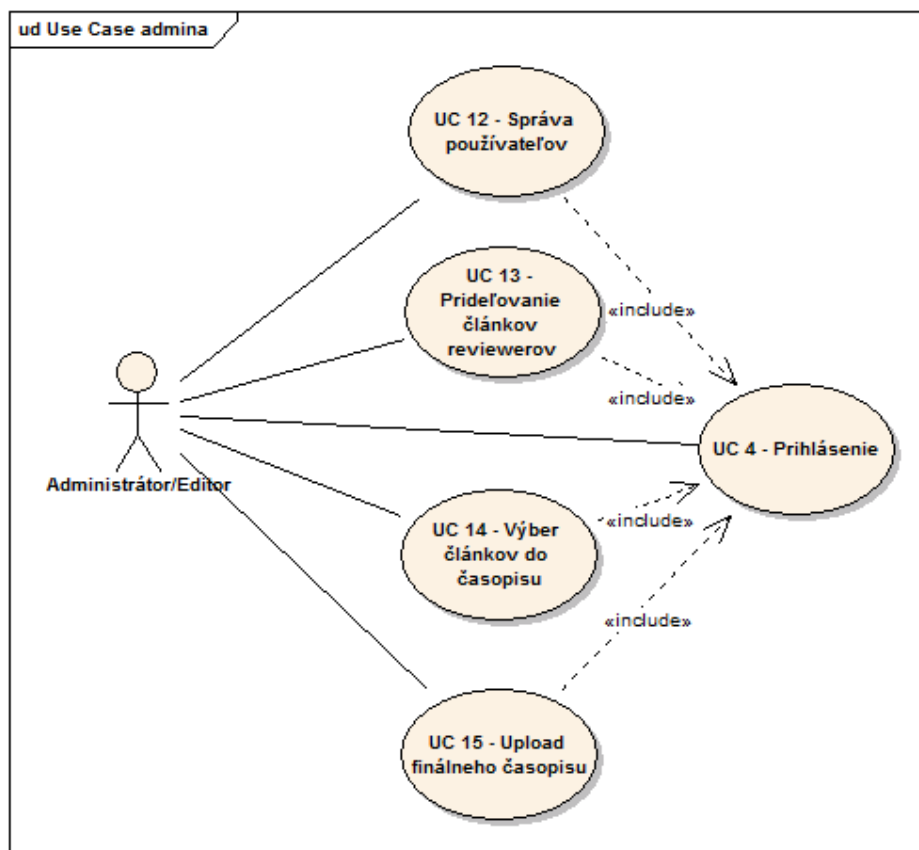 ud Use Case admina
UC 12 - Správa
používateľov
UC 13 -
Prideľovanie
článkov
reviewerov
«include»
«include»
UC 4 - Prihlásenie
Administrátor/Editor
UC 14 - Výber
článkov do
časopisu
«include»
«include»
UC 15 - Upload
finálneho časopisu